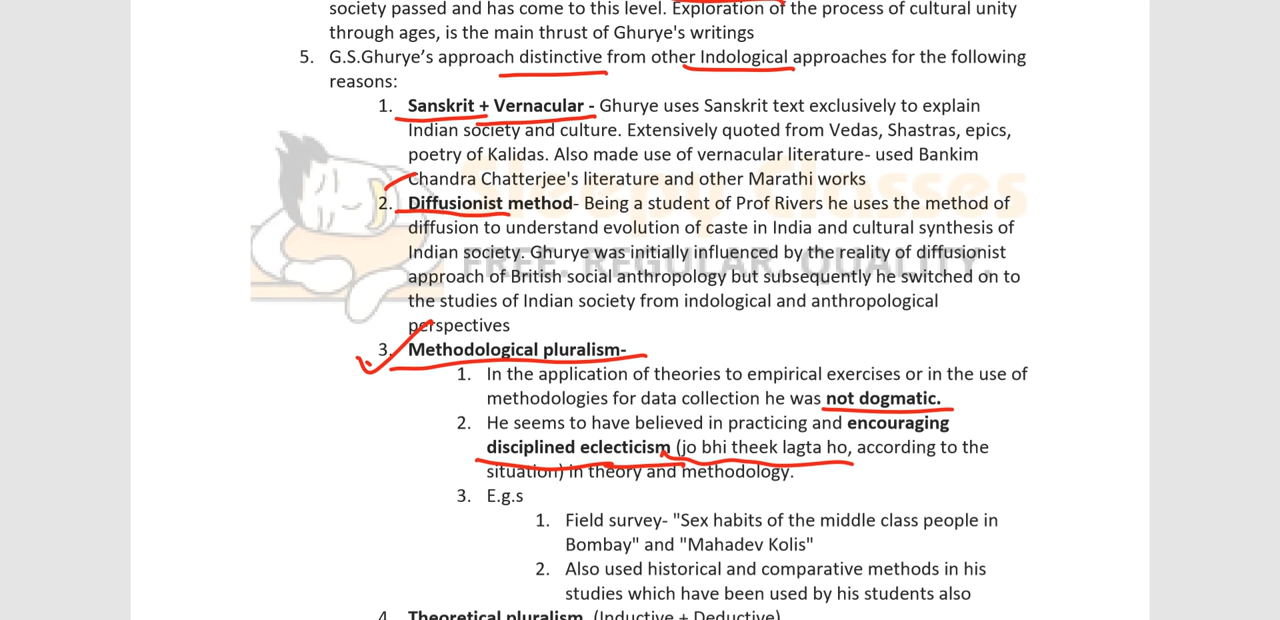 society passed and has come to this level. Exploration of the process of cultural unity
through ages, is the main thrust of Ghurye's writings
5. G.S.Ghurye’s approach distinctive from other Indological approaches for the following
reasons:
1. Sanskrit + Vernacular - Ghurye uses Sanskrit text exclusively to explain
Indian society and culture. Extensively quoted from Vedas, Shastras, epics,
poetry of Kalidas. Also made use of vernacular literature- used Bankim
Chandra Chatterjee's literature and other Marathi works
2. Diffusionist method- Being a student of Prof Rivers he uses the method of
diffusion to understand evolution of caste in India and cultural synthesis of
Indian society. Ghurye was initially influenced by the reality of diffusionist
approach of British social anthropology but subsequently he switched on to
the studies of Indian society from indological and anthropological
perspectives
3. Methodological pluralism-
1. In the application of theories to empirical exercises or in the use of
methodologies for data collection he was not dogmatic.
2. He seems to have believed in practicing and encouraging
disciplined eclecticism (jo bhi theek lagta ho, according to the
situation) in theory and methodology.
3. E.g.s
1. Field survey- "Sex habits of the middle class people in
Bombay" and "Mahadev Kolis"
2. Also used historical and comparative methods in his
studies which have been used by his students also
4. Theoretical pluralism (Inductive + Deductive)
Sleepy Classes
FREE. REGULAR. QUALITY.